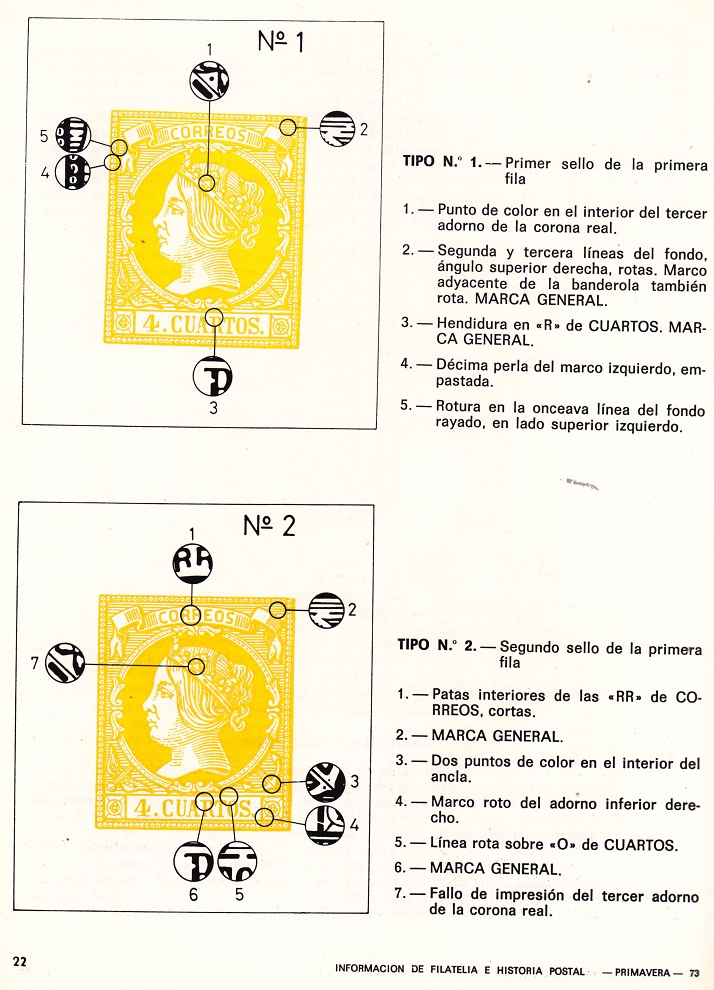 Nº 1
1
CORREOS
2
5
4
4. CUARTOS.
3
TIPO N.º 1. — Primer sello de la primera
fila
1. — Punto de color en el interior del tercer
adorno de la corona real.
2. — Segunda y tercera líneas del fondo,
ángulo superior derecha, rotas. Marco
adyacente de la banderola también
rota. MARCA GENERAL.
3. — Hendidura en «R» de CUARTOS. MAR-
CA GENERAL.
4. — Décima perla del marco izquierdo, em-
pastada.
5. — Rotura en la onceava línea del fondo
rayado, en lado superior izquierdo.
Nº 2
1
RR
CORREOS
2
7
3
4. CUARTOS.
4
6
5
TIPO N.º 2. — Segundo sello de la primera
fila
1. — Patas interiores de las «RR» de CO-
RREOS, cortas.
2. — MARCA GENERAL.
3. — Dos puntos de color en el interior del
ancla.
4. — Marco roto del adorno inferior dere-
cho.
5. — Línea rota sobre «O» de CUARTOS.
6. — MARCA GENERAL.
7. — Fallo de impresión del tercer adorno
de la corona real.
22
INFORMACION DE FILATELIA E HISTORIA POSTAL — PRIMAVERA — 73